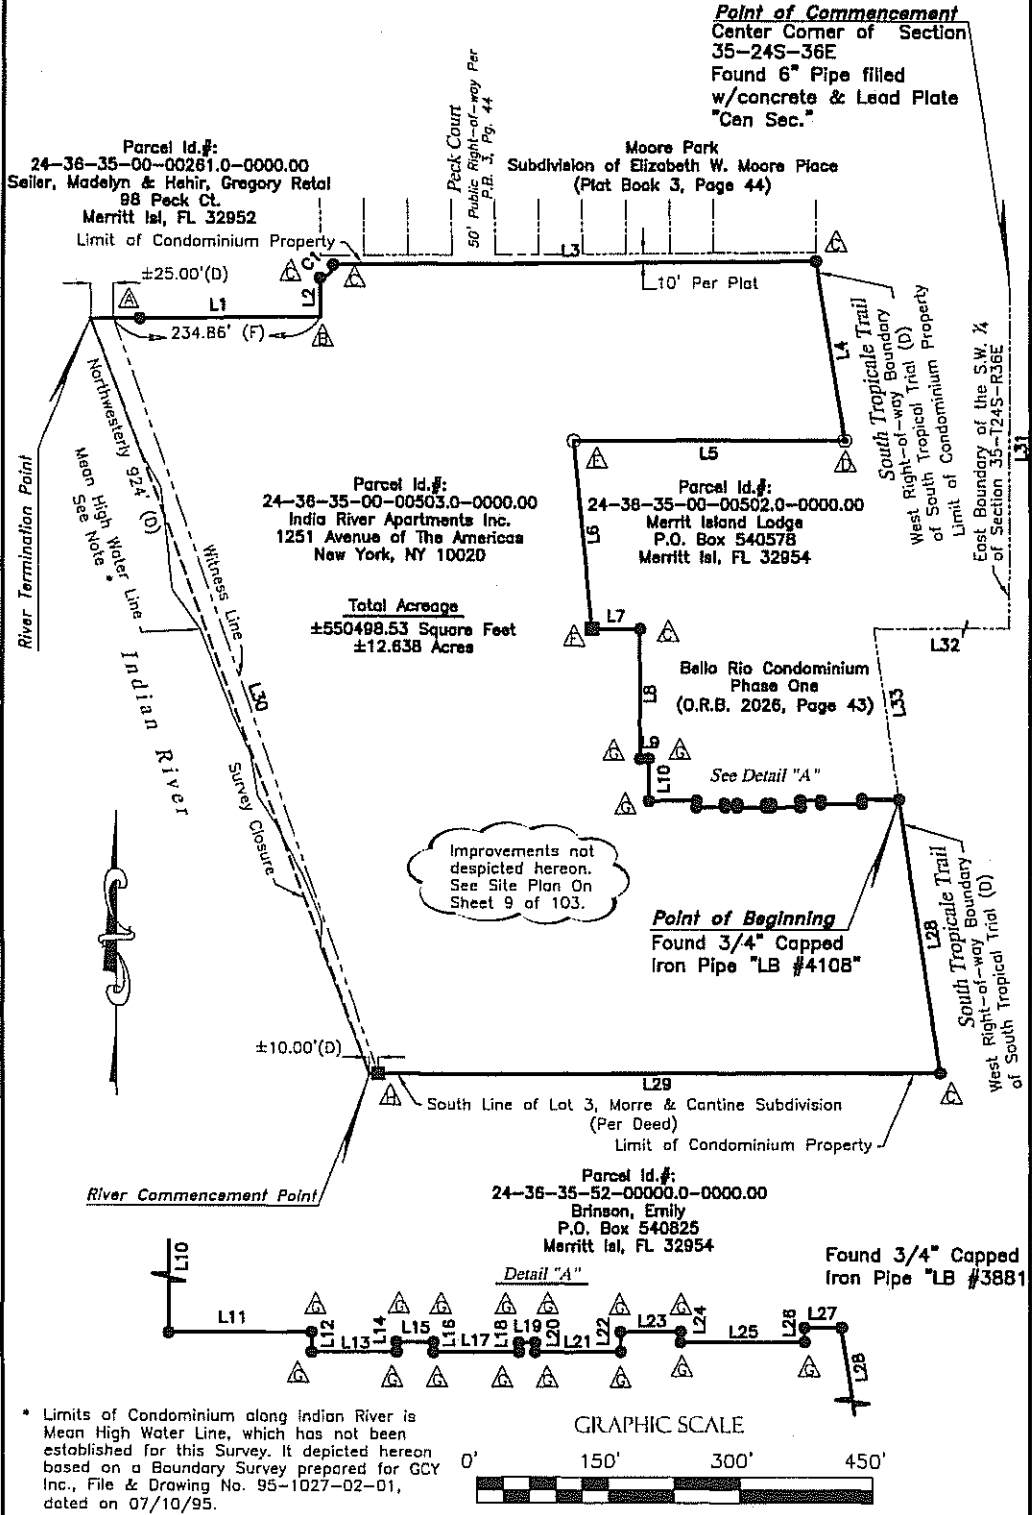 Point of Commencement
Center Corner of Section
35-24S-36E
Found 6" Pipe filled
w/concrete & Lead Plate
"Cen Sec."
Parcel Id.#:
24-36-35-00-00261.0-0000.00
Seiler, Madelyn & Hehir, Gregory Retal
98 Peck Ct.
Merritt Isl, FL 32952
Limit of Condominium Property
Peck Court
50' Public Right-of-way Per
P.B. 3, Pg. 44
Moore Park
Subdivision of Elizabeth W. Moore Place
(Plat Book 3, Page 44)
±25.00'(D)
A
L1
234.86' (F)
B
L2
C
C1
C
L3
10' Per Plat
C
L4
South Tropicale Trail
West Right-of-way Boundary
of South Tropical Trial (D)
Limit of Condominium Property
East Boundary of the S.W. ¼
of Section 35-T24S-R36E
L31
River Termination Point
Northwesterly 924' (D)
Mean High Water Line
See Note *
Witness Line
L30
Indian River
Survey Closure
Parcel Id.#:
24-36-35-00-00503.0-0000.00
India River Apartments Inc.
1251 Avenue of The Americas
New York, NY 10020
Total Acreage
±550498.53 Square Feet
±12.638 Acres
E
L5
D
Parcel Id.#:
24-36-35-00-00502.0-0000.00
Merrit Island Lodge
P.O. Box 540578
Merritt Isl, FL 32954
L6
F
L7
C
L32
L8
Bello Rio Condominium
Phase One
(O.R.B. 2026, Page 43)
L33
G
L9
G
L10
G
See Detail "A"
Improvements not
despicted hereon.
See Site Plan On
Sheet 9 of 103.
Point of Beginning
Found 3/4" Capped
Iron Pipe "LB #4108"
L28
South Tropicale Trail
West Right-of-way Boundary
of South Tropical Trial (D)
±10.00'(D)
H
L29
C
South Line of Lot 3, Morre & Cantine Subdivision
(Per Deed)
Limit of Condominium Property
River Commencement Point
Parcel Id.#:
24-36-35-52-00000.0-0000.00
Brinson, Emily
P.O. Box 540825
Merritt Isl, FL 32954
Found 3/4" Capped
Iron Pipe "LB #3881
Detail "A"
L10
L11
G
L12
G
L13
L14
G
G
L15
G
L16
G
L17
L18
G
G
L19
G
L20
G
L21
L22
G
G
L23
G
L24
G
L25
L26
G
L27
L28
* Limits of Condominium along Indian River is
Mean High Water Line, which has not been
established for this Survey. It depicted hereon
based on a Boundary Survey prepared for GCY
Inc., File & Drawing No. 95-1027-02-01,
dated on 07/10/95.
GRAPHIC SCALE
0' 150' 300' 450'